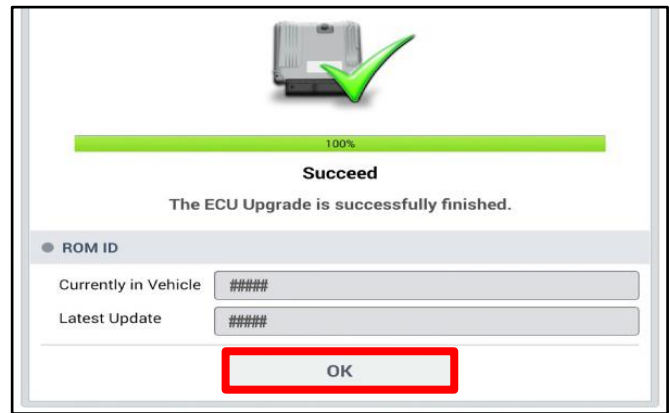 100%
Succeed
The ECU Upgrade is successfully finished.
ROM ID
Currently in Vehicle #####
Latest Update #####
OK